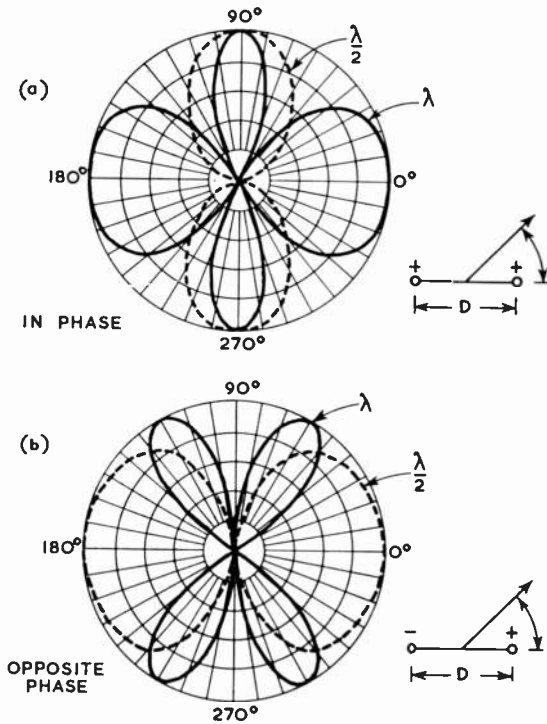 90°
λ/2
(a)
λ
180°
0°
+ +
D
IN PHASE
270°
90°
λ
(b)
λ/2
180°
0°
- +
D
OPPOSITE
PHASE
270°